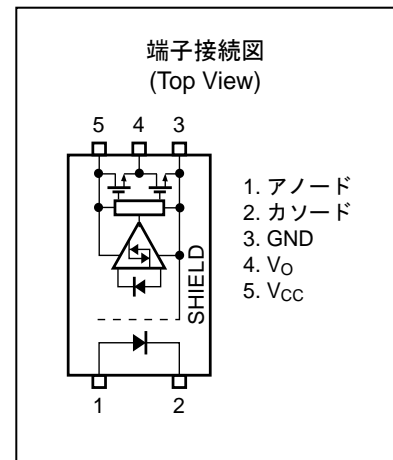 端子接続図
(Top View)
5 4 3
SHIELD
1 2
1. アノード
2. カソード
3. GND
4. VO
5. VCC